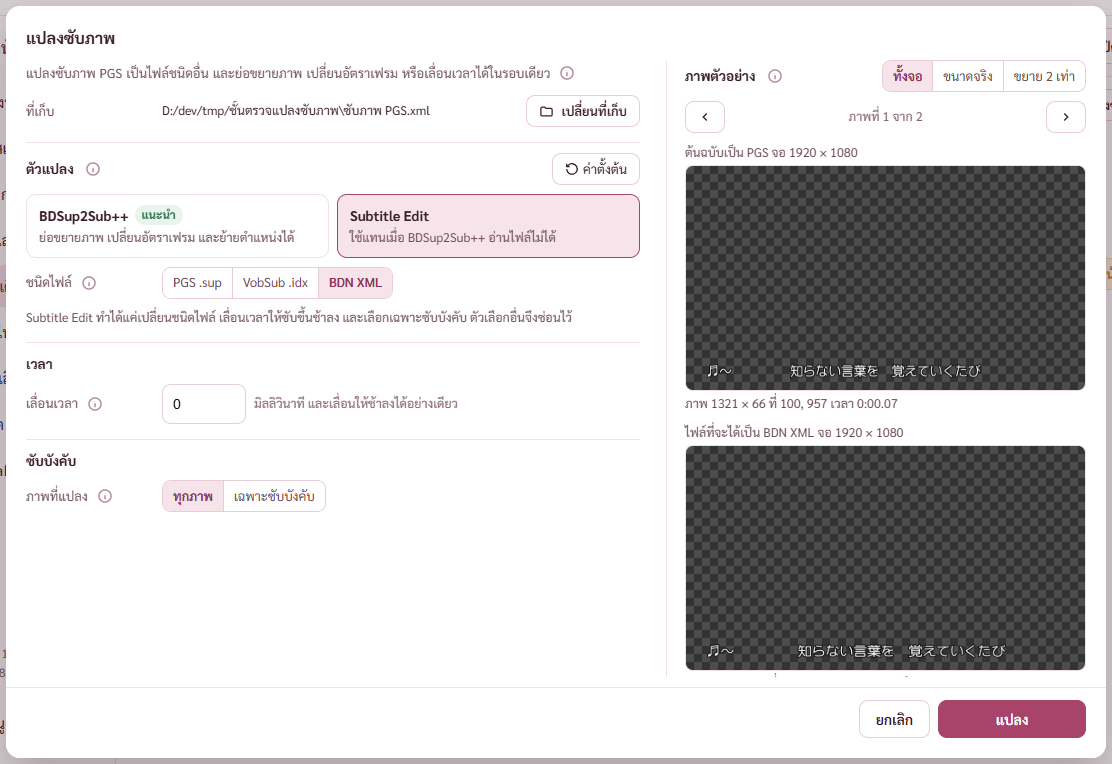 แปลงซับภาพ
แปลงซับภาพ PGS เป็นไฟล์ชนิดอื่น และย่อขยายภาพ เปลี่ยนอัตราเฟรม หรือเลื่อนเวลาได้ในรอบเดียว
ที่เก็บ
D:/dev/tmp/ชั้นตรวจแปลงซับภาพ\ซับภาพ PGS.xml
เปลี่ยนที่เก็บ
ตัวแปลง
ค่าตั้งต้น
BDSup2Sub++ แนะนำ
ย่อขยายภาพ เปลี่ยนอัตราเฟรม และย้ายตำแหน่งได้
Subtitle Edit
ใช้แทนเมื่อ BDSup2Sub++ อ่านไฟล์ไม่ได้
ชนิดไฟล์
PGS .sup
VobSub .idx
BDN XML
Subtitle Edit ทำได้แค่เปลี่ยนชนิดไฟล์ เลื่อนเวลาให้ซับขึ้นช้าลง และเลือกเฉพาะซับบังคับ ตัวเลือกอื่นจึงซ่อนไว้
เวลา
เลื่อนเวลา
0
มิลลิวินาที และเลื่อนให้ช้าลงได้อย่างเดียว
ซับบังคับ
ภาพที่แปลง
ทุกภาพ
เฉพาะซับบังคับ
ภาพตัวอย่าง
ทั้งจอ
ขนาดจริง
ขยาย 2 เท่า
ภาพที่ 1 จาก 2
ต้นฉบับเป็น PGS จอ 1920 × 1080
♫〜 知らない言葉を 覚えていくたび
ภาพ 1321 × 66 ที่ 100, 957 เวลา 0:00.07
ไฟล์ที่จะได้เป็น BDN XML จอ 1920 × 1080
♫〜 知らない言葉を 覚えていくたび
ยกเลิก
แปลง